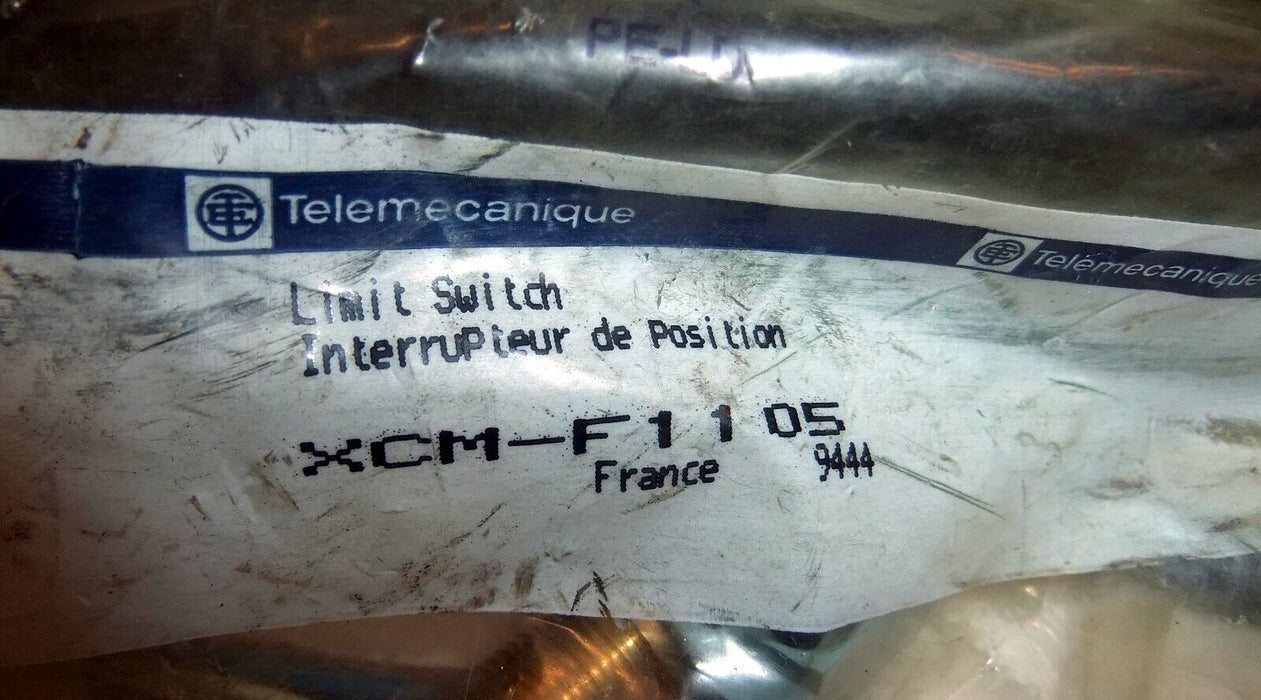 Telemecanique
Telemecanique
Limit Switch
Interrupteur de Position
XCM-F1105
France 9444